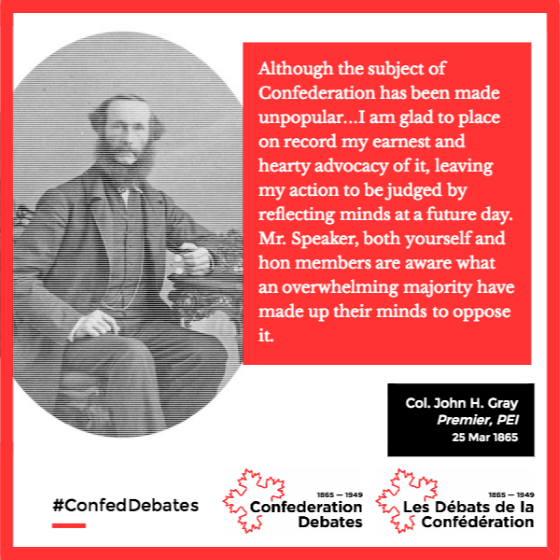 Although the subject of
Confederation has been made
unpopular...I am glad to place
on record my earnest and
hearty advocacy of it, leaving
my action to be judged by
reflecting minds at a future day.
Mr. Speaker, both yourself and
hon members are aware what
an overwhelming majority have
made up their minds to oppose
it.
Col. John H. Gray
Premier, PEI
25 Mar 1865
#ConfedDebates
1865 — 1949
Confederation
Debates
1865 — 1949
Les Débats de la
Confédération